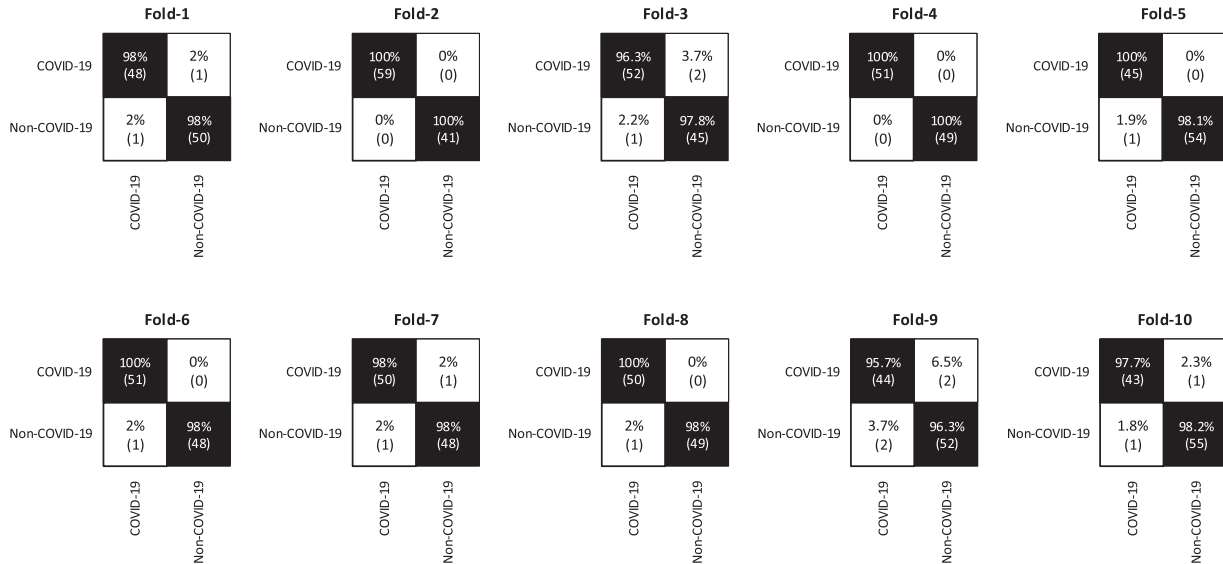 Fold-1 Fold-2 Fold-3 Fold-4 Fold-5
COVID-19 98% 2% COVID-19 100% 0% COVID-19 96.3% 3.7% COVID-19 100% 0% COVID-19 100% 0%
(48) (1) (59) (0) (52) (2) (51) (0) (45) (0)
Non-COVID-19 2% 98% Non-COVID-19 0% 100% Non-COVID-19 2.2% 97.8% Non-COVID-19 0% 100% Non-COVID-19 1.9% 98.1%
(1) (50) (0) (41) (1) (45) (0) (49) (1) (54)
COVID-19 Non-COVID-19 COVID-19 Non-COVID-19 COVID-19 Non-COVID-19 COVID-19 Non-COVID-19 COVID-19 Non-COVID-19
Fold-6 Fold-7 Fold-8 Fold-9 Fold-10
COVID-19 100% 0% COVID-19 98% 2% COVID-19 100% 0% COVID-19 95.7% 6.5% COVID-19 97.7% 2.3%
(51) (0) (50) (1) (50) (0) (44) (2) (43) (1)
Non-COVID-19 2% 98% Non-COVID-19 2% 98% Non-COVID-19 2% 98% Non-COVID-19 3.7% 96.3% Non-COVID-19 1.8% 98.2%
(1) (48) (1) (48) (1) (49) (2) (52) (1) (55)
COVID-19 Non-COVID-19 COVID-19 Non-COVID-19 COVID-19 Non-COVID-19 COVID-19 Non-COVID-19 COVID-19 Non-COVID-19